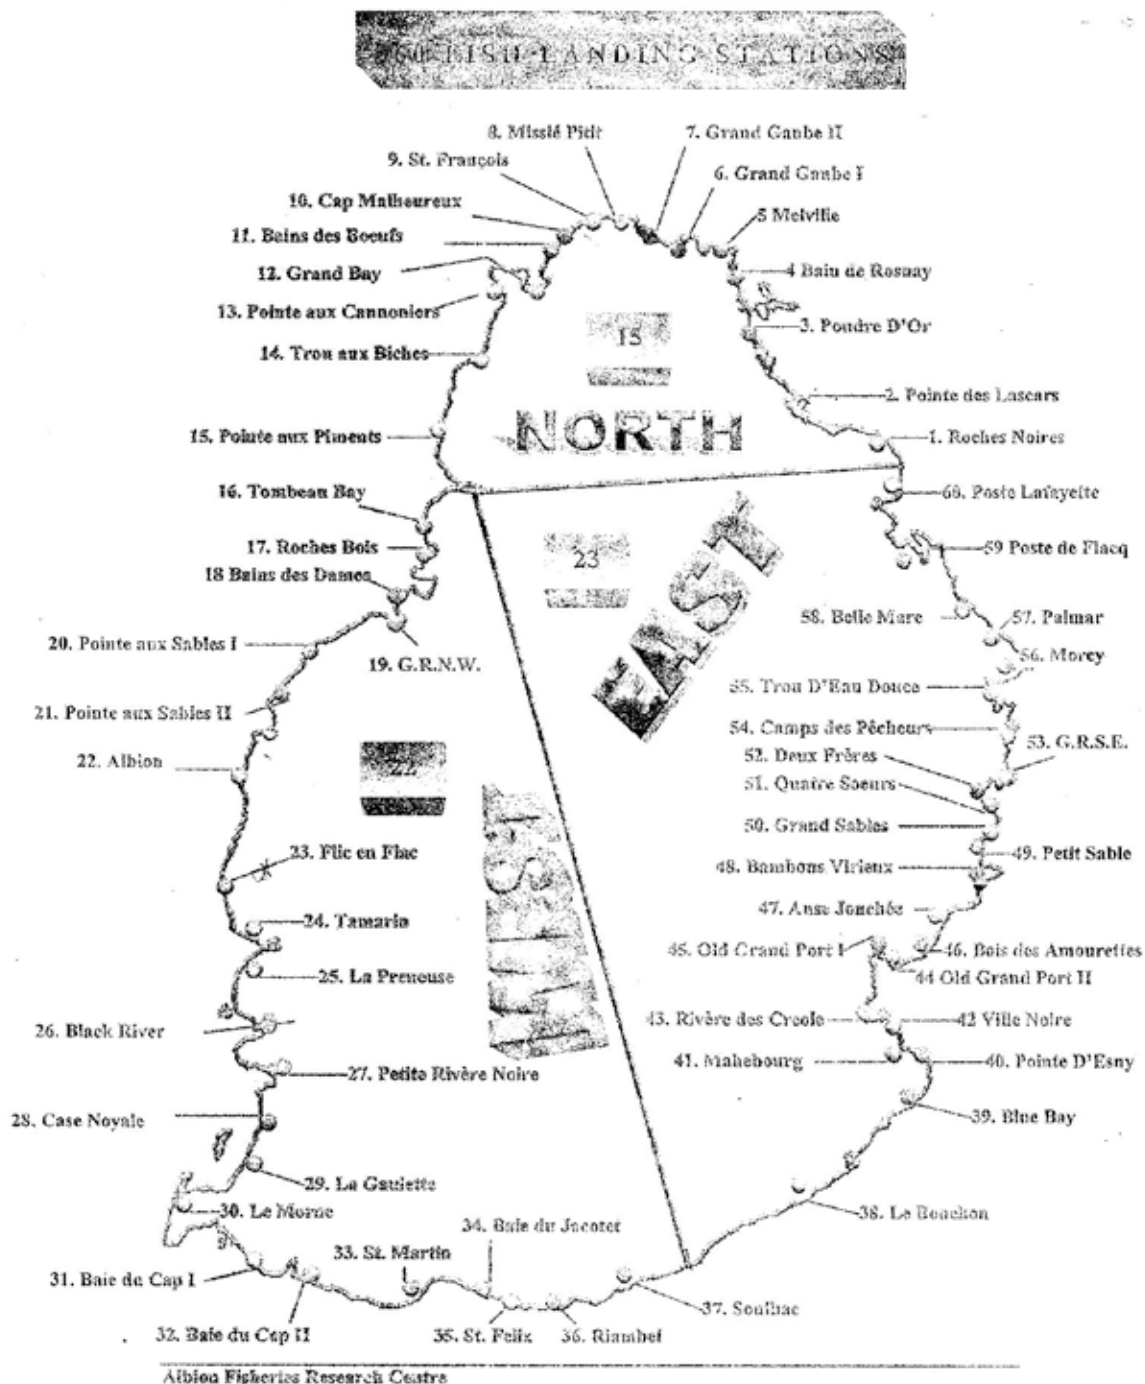 60 FISH LANDING STATIONS
8. Missié Picit
7. Grand Gaube II
9. St. François
6. Grand Gaube I
10. Cap Malheureux
5 Melville
11. Bains des Boeufs
12. Grand Bay
4 Bain de Rosnay
13. Pointe aux Cannoniers
3. Poudre D'Or
15
14. Trou aux Biches
2. Pointe des Lascars
NORTH
15. Pointe aux Piments
1. Roches Noires
16. Tombeau Bay
60. Poste Lafayette
17. Roches Bois
23
59 Poste de Flacq
18 Bains des Dames
EAST
58. Belle Mare
57. Palmar
20. Pointe aux Sables I
19. G.R.N.W.
56. Morcy
55. Trou D'Eau Douce
21. Pointe aux Sables II
54. Camps des Pêcheurs
53. G.R.S.E.
22. Albion
22
52. Deux Frères
51. Quatre Soeurs
50. Grand Sables
23. Flic en Flac
49. Petit Sable
48. Bambous Virieux
24. Tamarin
47. Anse Jonchée
45. Old Grand Port I
46. Bois des Amourettes
25. La Preneuse
44 Old Grand Port II
26. Black River
43. Rivère des Creole
42 Ville Noire
41. Mahebourg
40. Pointe D'Esny
27. Petite Rivère Noire
28. Case Noyale
39. Blue Bay
29. La Gaulette
30. Le Morne
38. Le Bouchon
34. Baie du Jacotet
33. St. Martin
31. Baie du Cap I
37. Souillac
32. Baie du Cap II
35. St. Felix
36. Riambel
Albion Fisheries Research Centre